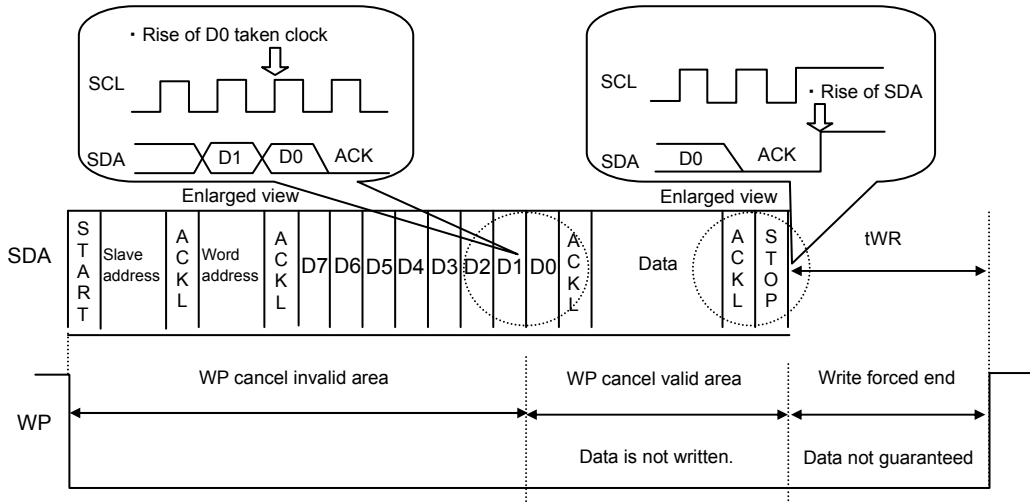 ・Rise of D0 taken clock
SCL
SDA
D1
D0
ACK
Enlarged view
SCL
・Rise of SDA
SDA
D0
ACK
Enlarged view
SDA
START
Slave
address
ACKL
Word
address
ACKL
D7
D6
D5
D4
D3
D2
D1
D0
ACKL
Data
ACKL
STOP
tWR
WP cancel invalid area
WP cancel valid area
Write forced end
WP
Data is not written.
Data not guaranteed